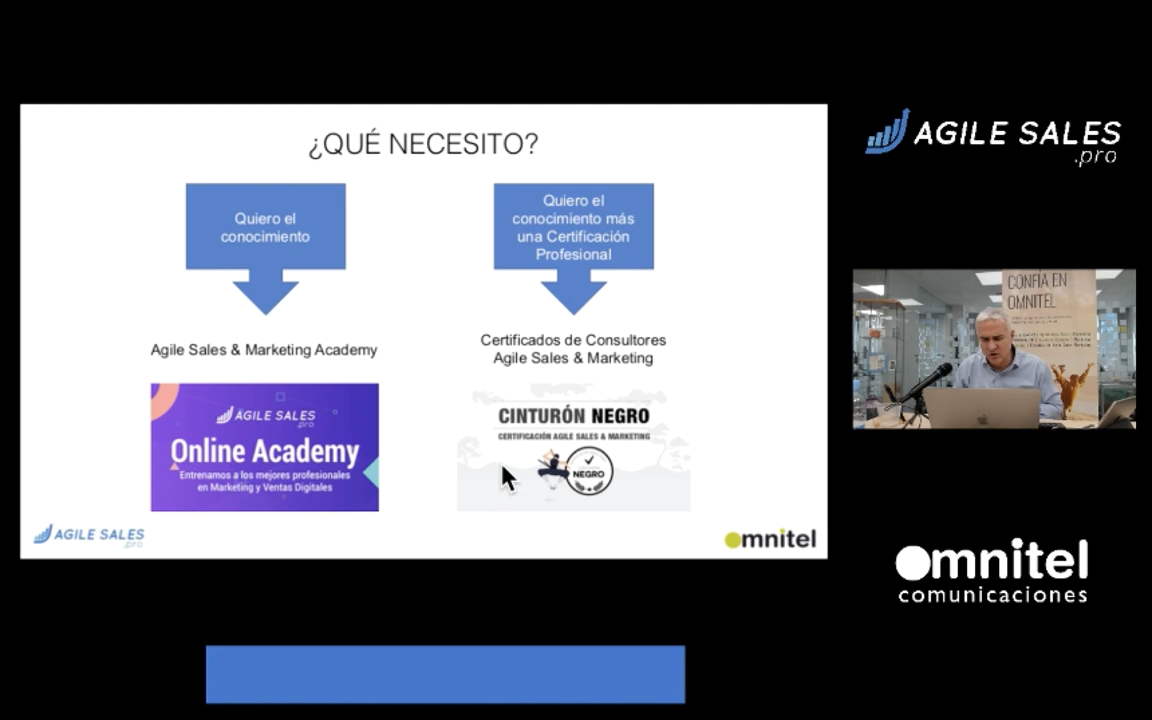 ¿QUÉ NECESITO?
Quiero el
conocimiento
Quiero el
conocimiento más
una Certificación
Profesional
Agile Sales & Marketing Academy
Certificados de Consultores
Agile Sales & Marketing
AGILE SALES
.pro
Online Academy
Entrenamos a los mejores profesionales
en Marketing y Ventas Digitales
CINTURÓN NEGRO
CERTIFICACIÓN AGILE SALES & MARKETING
NEGRO
AGILE SALES
.pro
omnitel
AGILE SALES
.pro
CONFÍA EN
OMNITEL
omnitel
comunicaciones